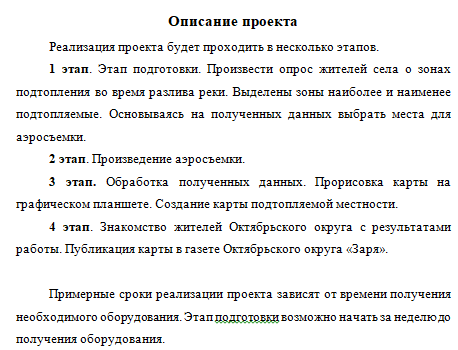 Описание проекта
Реализация проекта будет проходить в несколько этапов.
1 этап. Этап подготовки. Произвести опрос жителей села о зонах
подтопления во время разлива реки. Выделены зоны наиболее и наименее
подтопляемые. Основываясь на полученных данных выбрать места для
аэросъемки.
2 этап. Произведение аэросъемки.
3 этап. Обработка полученных данных. Прорисовка карты на
графическом планшете. Создание карты подтопляемой местности.
4 этап. Знакомство жителей Октябрьского округа с результатами
работы. Публикация карты в газете Октябрьского округа «Заря».
Примерные сроки реализации проекта зависят от времени получения
необходимого оборудования. Этап подготовки возможно начать за неделю до
получения оборудования.